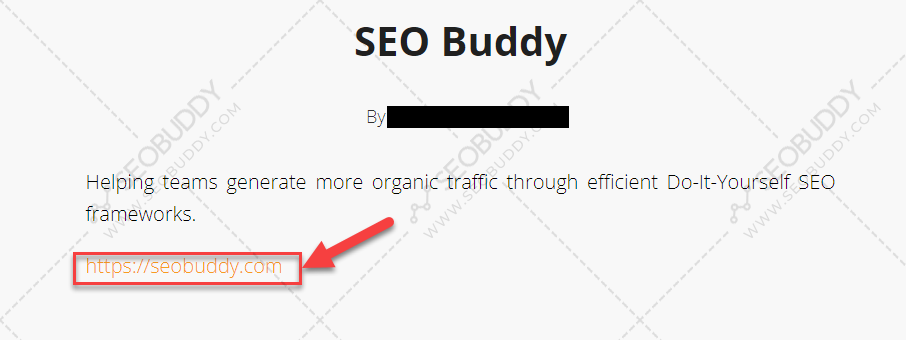 SEO Buddy
By
Helping teams generate more organic traffic through efficient Do-It-Yourself SEO
frameworks.
https://seobuddy.com
SEOBUDDY
WWW.SEOBUDDY.COM
SEOBUDDY
WWW.SEOBUDDY.COM
SEOBUDDY
WWW.SEOBUDDY.COM